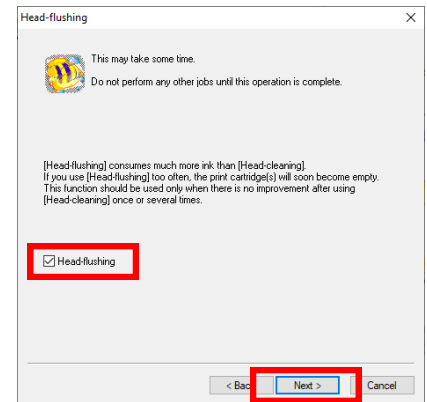 Head-flushing
This may take some time.
Do not perform any other jobs until this operation is complete.
[Head-flushing] consumes much more ink than [Head-cleaning].
If you use [Head-flushing] too often, the print cartridge(s) will soon become empty.
This function should be used only when there is no improvement after using
[Head-cleaning] once or several times.
Head-flushing
< Bac Next > Cancel